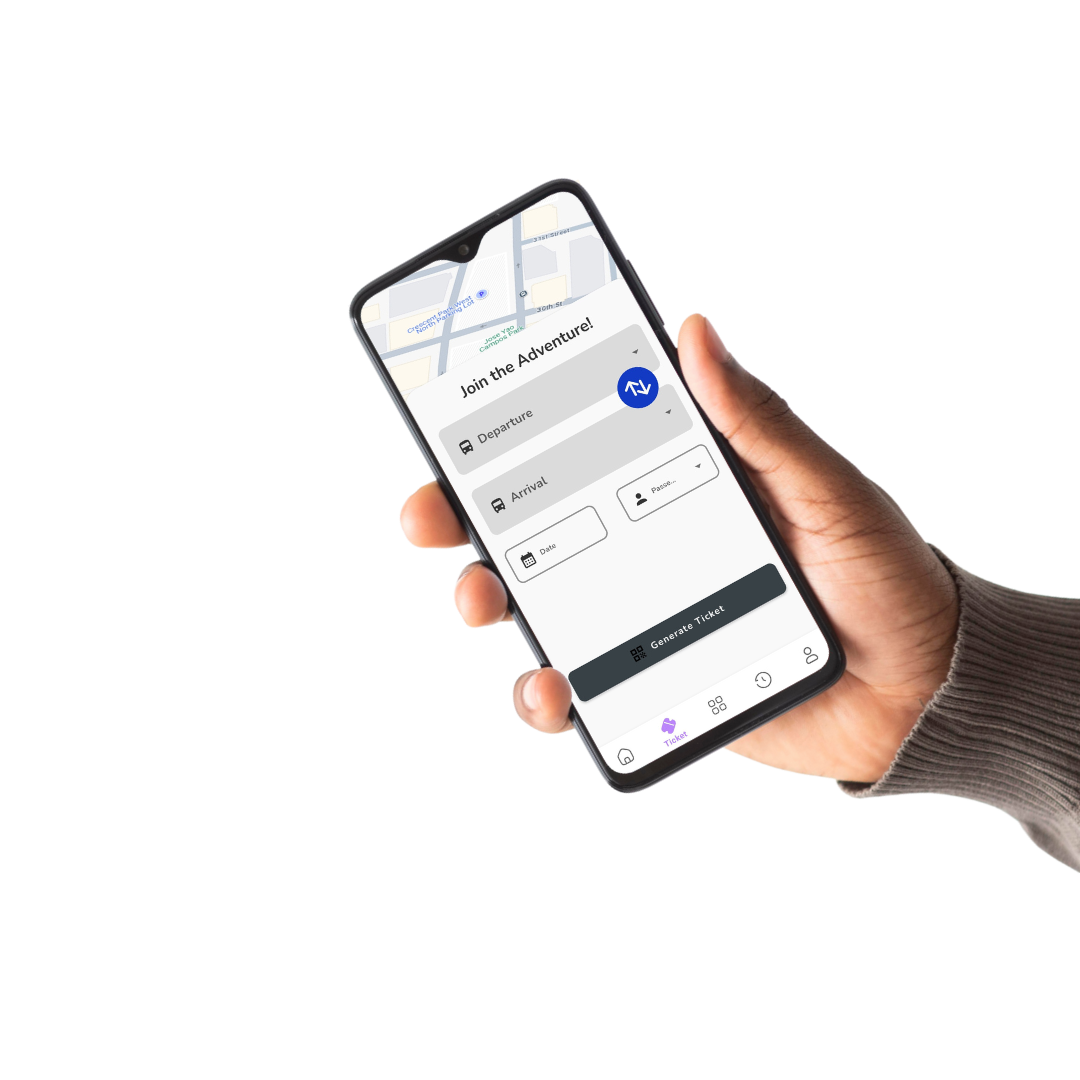 31st Street
Crescent Park West
North Parking Lot
P
30th St
Jose Yao
Campos Park
Join the Adventure!
Departure
Arrival
Passe...
Date
Generate Ticket
Ticket